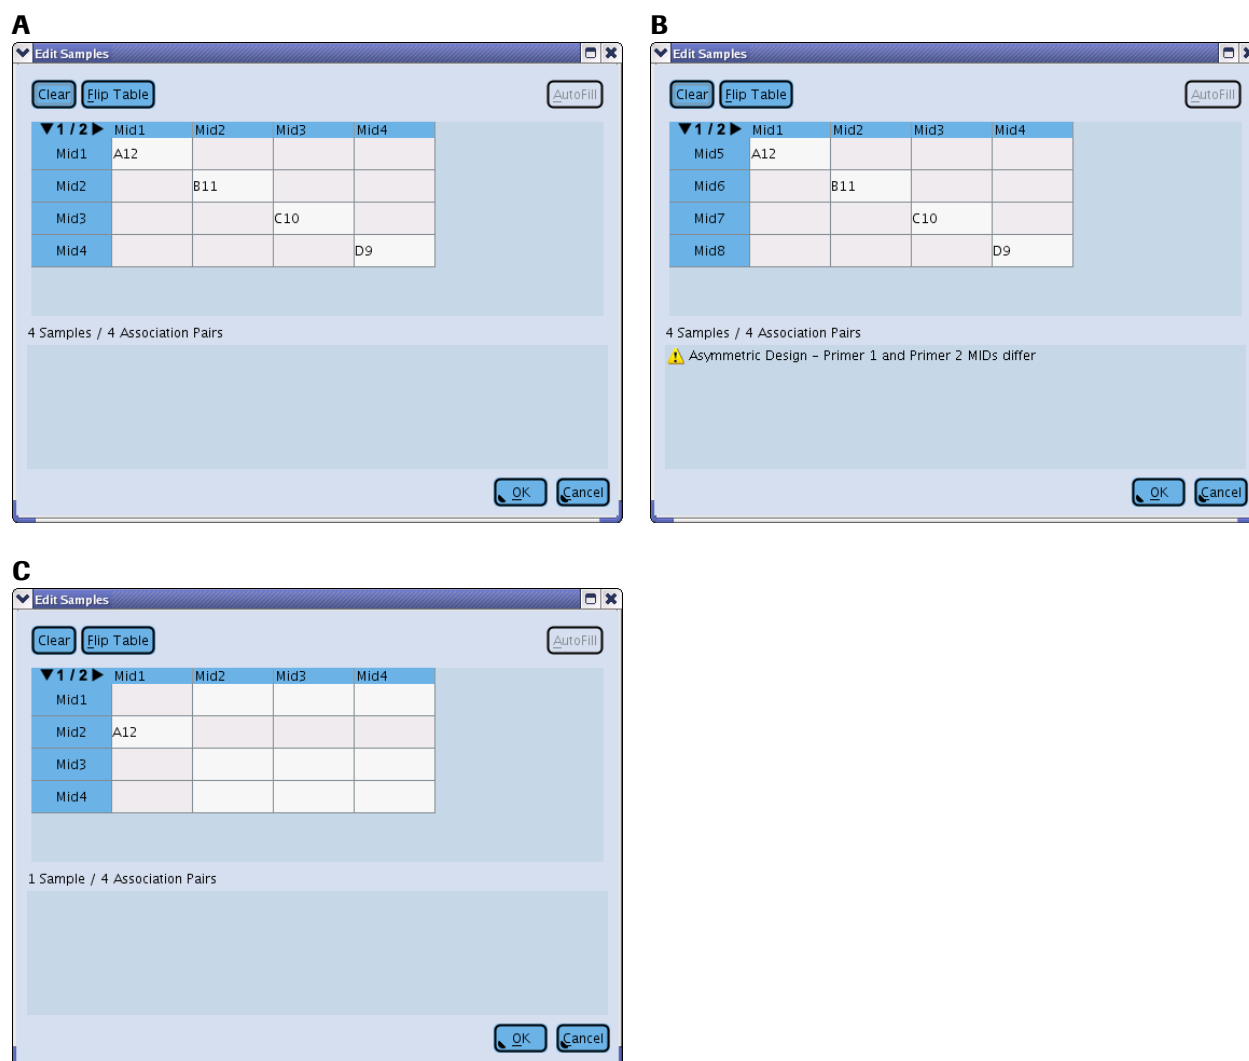 A
Edit Samples
Clear Flip Table AutoFill
▼1 / 2▶ Mid1 Mid2 Mid3 Mid4
Mid1 A12
Mid2 B11
Mid3 C10
Mid4 D9
4 Samples / 4 Association Pairs
OK Cancel
B
Edit Samples
Clear Flip Table AutoFill
▼1 / 2▶ Mid1 Mid2 Mid3 Mid4
Mid5 A12
Mid6 B11
Mid7 C10
Mid8 D9
4 Samples / 4 Association Pairs
Asymmetric Design – Primer 1 and Primer 2 MIDs differ
OK Cancel
C
Edit Samples
Clear Flip Table AutoFill
▼1 / 2▶ Mid1 Mid2 Mid3 Mid4
Mid1
Mid2 A12
Mid3
Mid4
1 Sample / 4 Association Pairs
OK Cancel